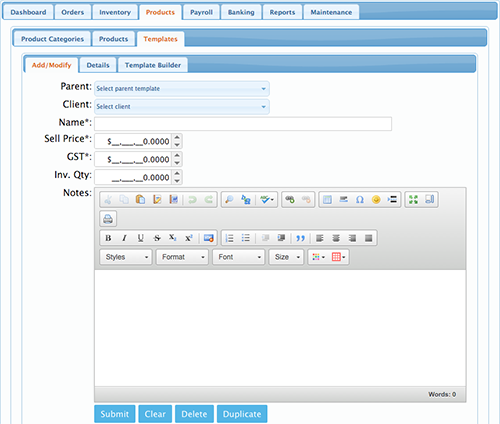 Dashboard Orders Inventory Products Payroll Banking Reports Maintenance
Product Categories Products Templates
Add/Modify Details Template Builder
Parent: Select parent template
Client: Select client
Name*:
Sell Price*: $__,___,__0.0000
GST*: $__,___,__0.0000
Inv. Qty: __,___,__0.0000
Notes:
B I U S X₂ X²
Styles Format Font Size
Words: 0
Submit Clear Delete Duplicate